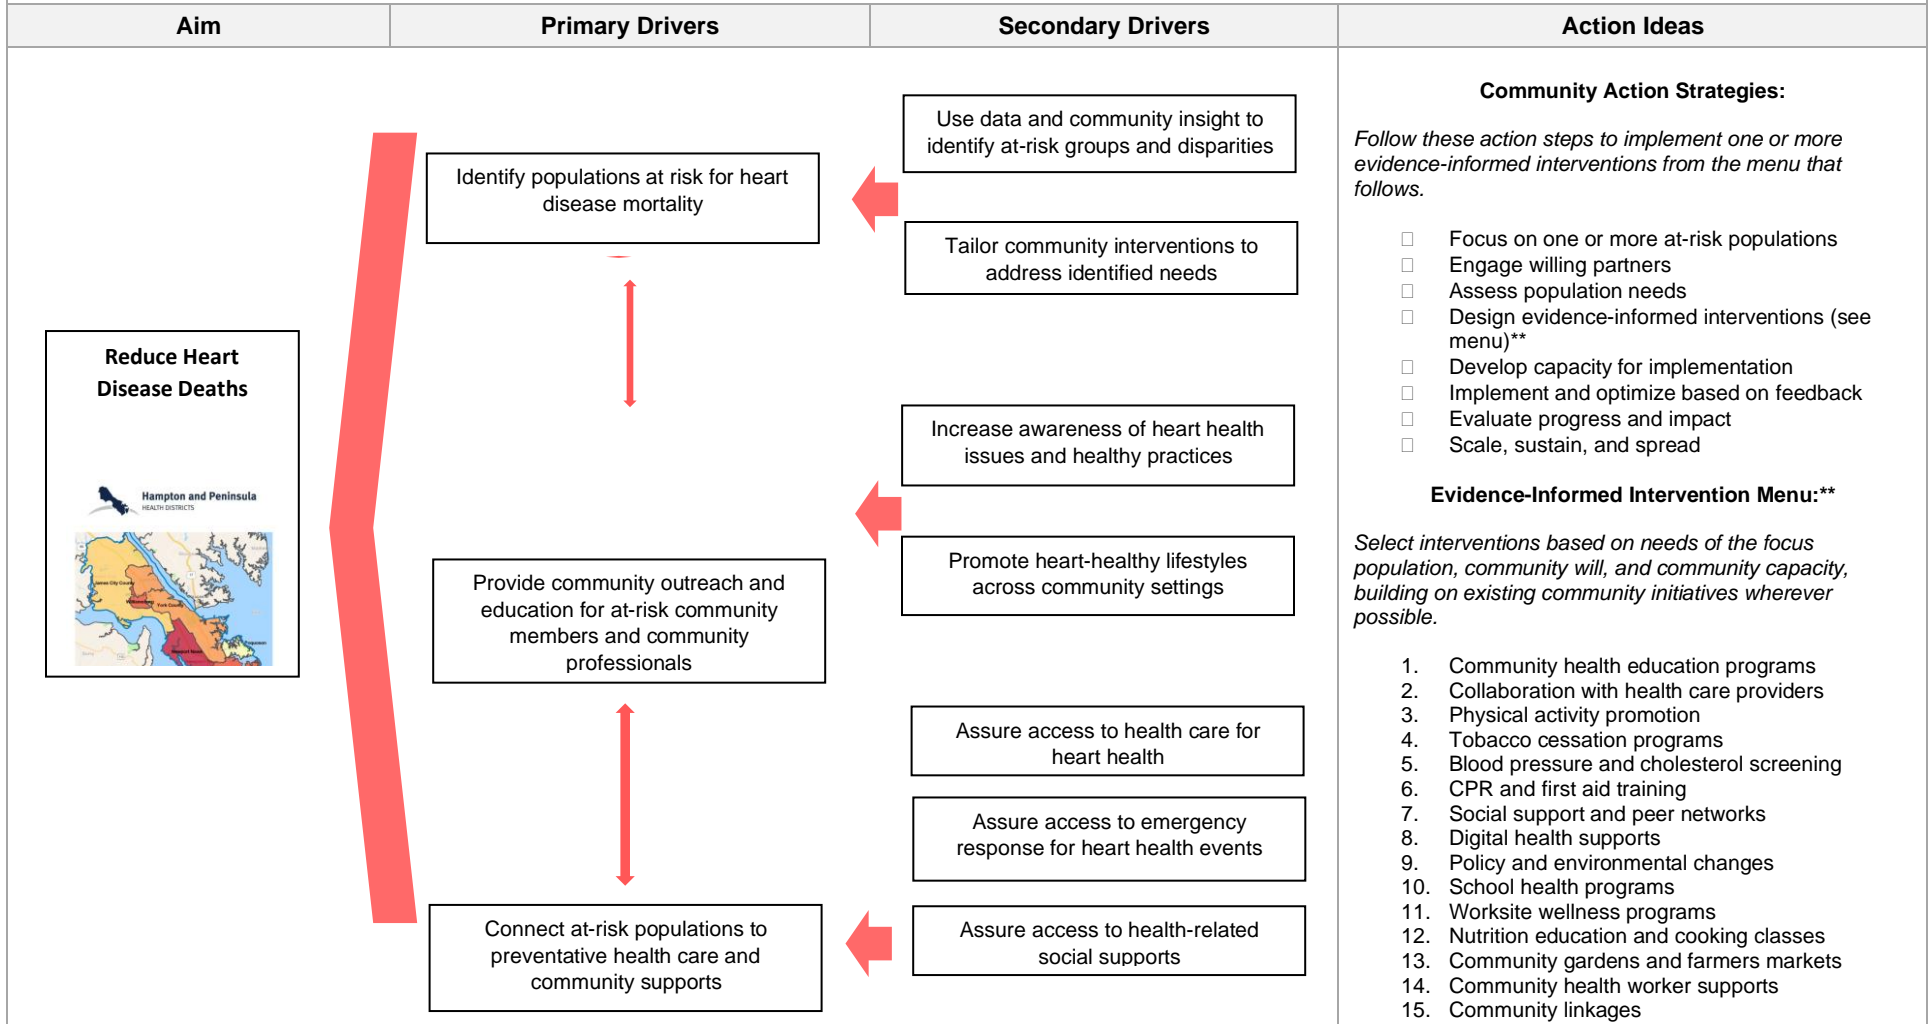 Aim
Primary Drivers
Secondary Drivers
Action Ideas
Reduce Heart
Disease Deaths
Hampton and Peninsula
HEALTH DISTRICTS
James City County
York County
Newport News
Identify populations at risk for heart
disease mortality
Provide community outreach and
education for at-risk community
members and community
professionals
Connect at-risk populations to
preventative health care and
community supports
Use data and community insight to
identify at-risk groups and disparities
Tailor community interventions to
address identified needs
Increase awareness of heart health
issues and healthy practices
Promote heart-healthy lifestyles
across community settings
Assure access to health care for
heart health
Assure access to emergency
response for heart health events
Assure access to health-related
social supports
Community Action Strategies:
Follow these action steps to implement one or more
evidence-informed interventions from the menu that
follows.
Focus on one or more at-risk populations
Engage willing partners
Assess population needs
Design evidence-informed interventions (see
menu)**
Develop capacity for implementation
Implement and optimize based on feedback
Evaluate progress and impact
Scale, sustain, and spread
Evidence-Informed Intervention Menu:**
Select interventions based on needs of the focus
population, community will, and community capacity,
building on existing community initiatives wherever
possible.
1. Community health education programs
2. Collaboration with health care providers
3. Physical activity promotion
4. Tobacco cessation programs
5. Blood pressure and cholesterol screening
6. CPR and first aid training
7. Social support and peer networks
8. Digital health supports
9. Policy and environmental changes
10. School health programs
11. Worksite wellness programs
12. Nutrition education and cooking classes
13. Community gardens and farmers markets
14. Community health worker supports
15. Community linkages